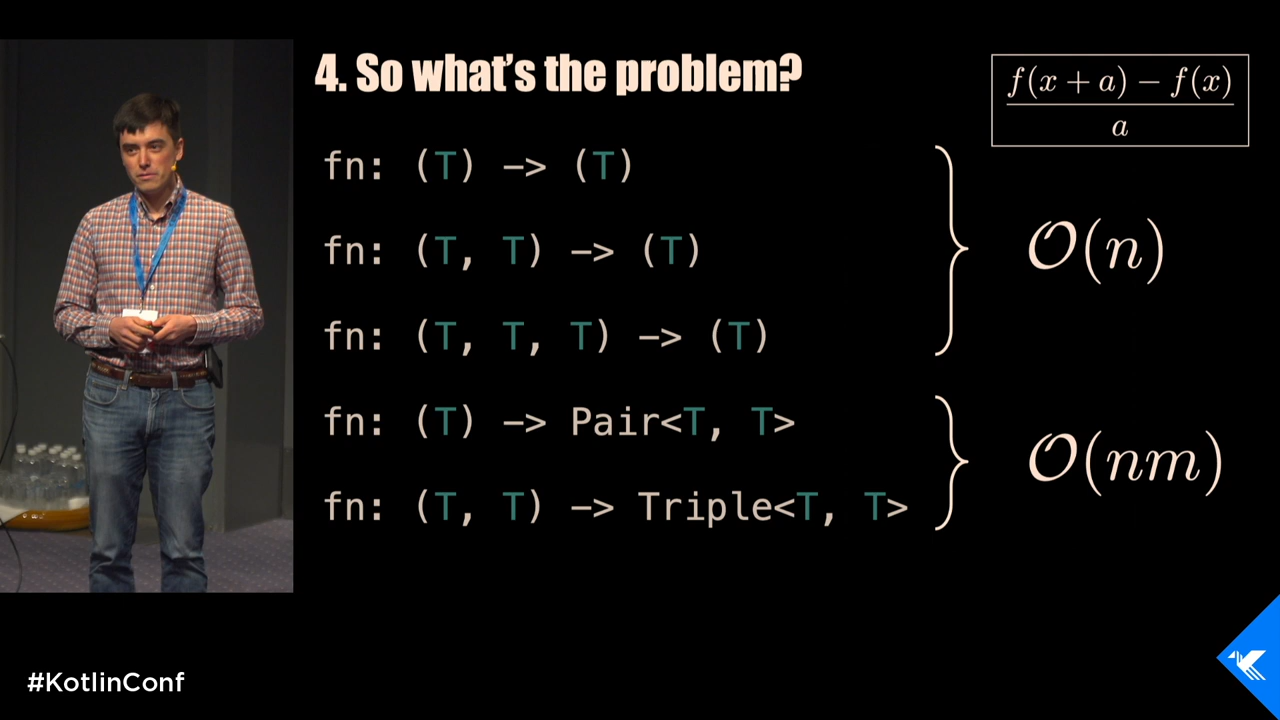 4. So what's the problem?
f(x + a) − f(x)
a
fn: (T) -> (T)
fn: (T, T) -> (T)
fn: (T, T, T) -> (T)
O(n)
fn: (T) -> Pair<T, T>
fn: (T, T) -> Triple<T, T>
O(nm)
#KotlinConf